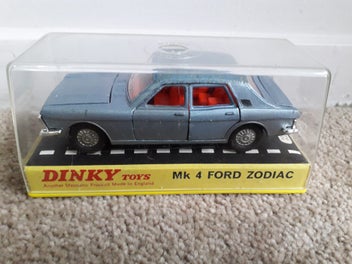 DINKY TOYS Mk 4 FORD ZODIAC
Another Meccano Product Made in England